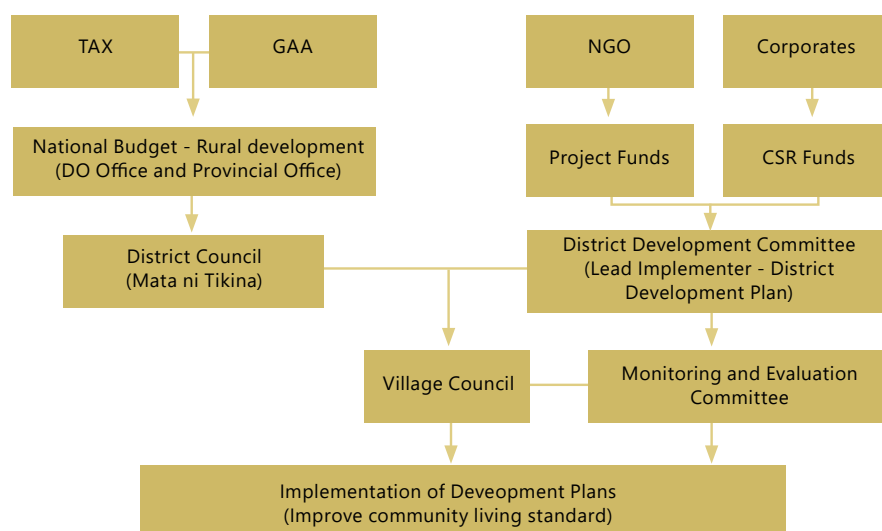 TAX
GAA
NGO
Corporates
National Budget - Rural development
(DO Office and Provincial Office)
Project Funds
CSR Funds
District Council
(Mata ni Tikina)
District Development Committee
(Lead Implementer - District
Development Plan)
Village Council
Monitoring and Evaluation
Committee
Implementation of Deveopment Plans
(Improve community living standard)